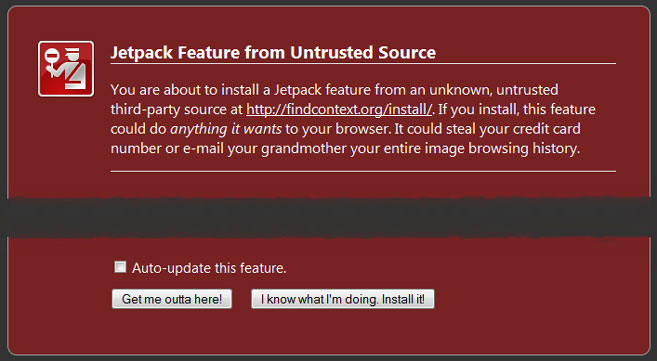 Jetpack Feature from Untrusted Source
You are about to install a Jetpack feature from an unknown, untrusted
third-party source at http://findcontext.org/install/. If you install, this feature
could do anything it wants to your browser. It could steal your credit card
number or e-mail your grandmother your entire image browsing history.
Auto-update this feature.
Get me outta here! I know what I'm doing. Install it!